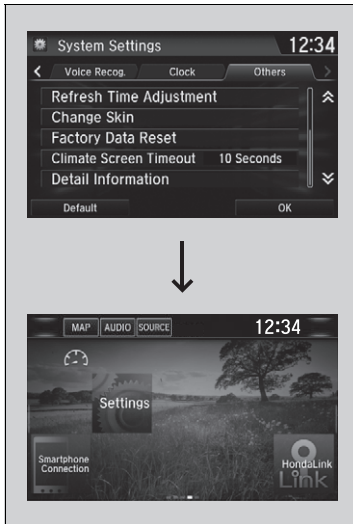 System Settings 12:34
Voice Recog. Clock Others
Refresh Time Adjustment
Change Skin
Factory Data Reset
Climate Screen Timeout 10 Seconds
Detail Information
Default OK
MAP AUDIO SOURCE 12:34
Settings
Smartphone
Connection
HondaLink
Link